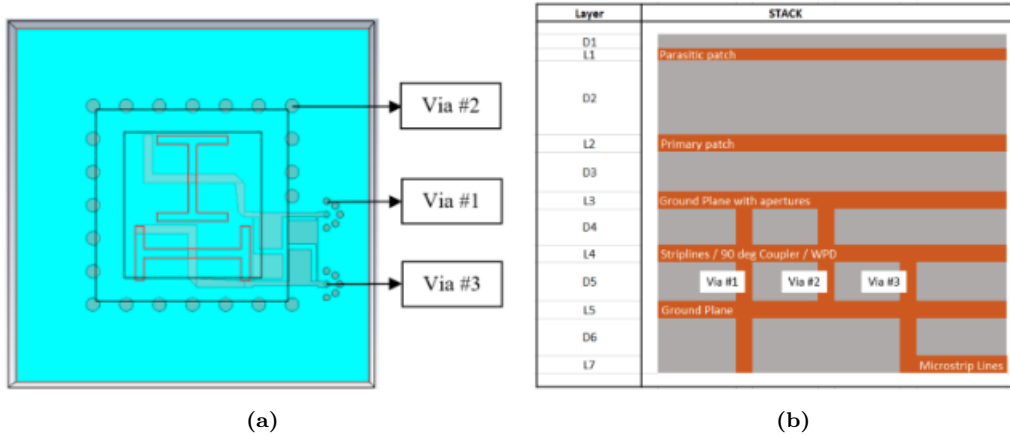 Via #2
Via #1
Via #3
(a)
Layer STACK
D1
L1 Parasitic patch
D2
L2 Primary patch
D3
L3 Ground Plane with apertures
D4
L4 Striplines / 90 deg Coupler / WPD
D5 Via #1 Via #2 Via #3
L5 Ground Plane
D6
L7 Microstrip Lines
(b)